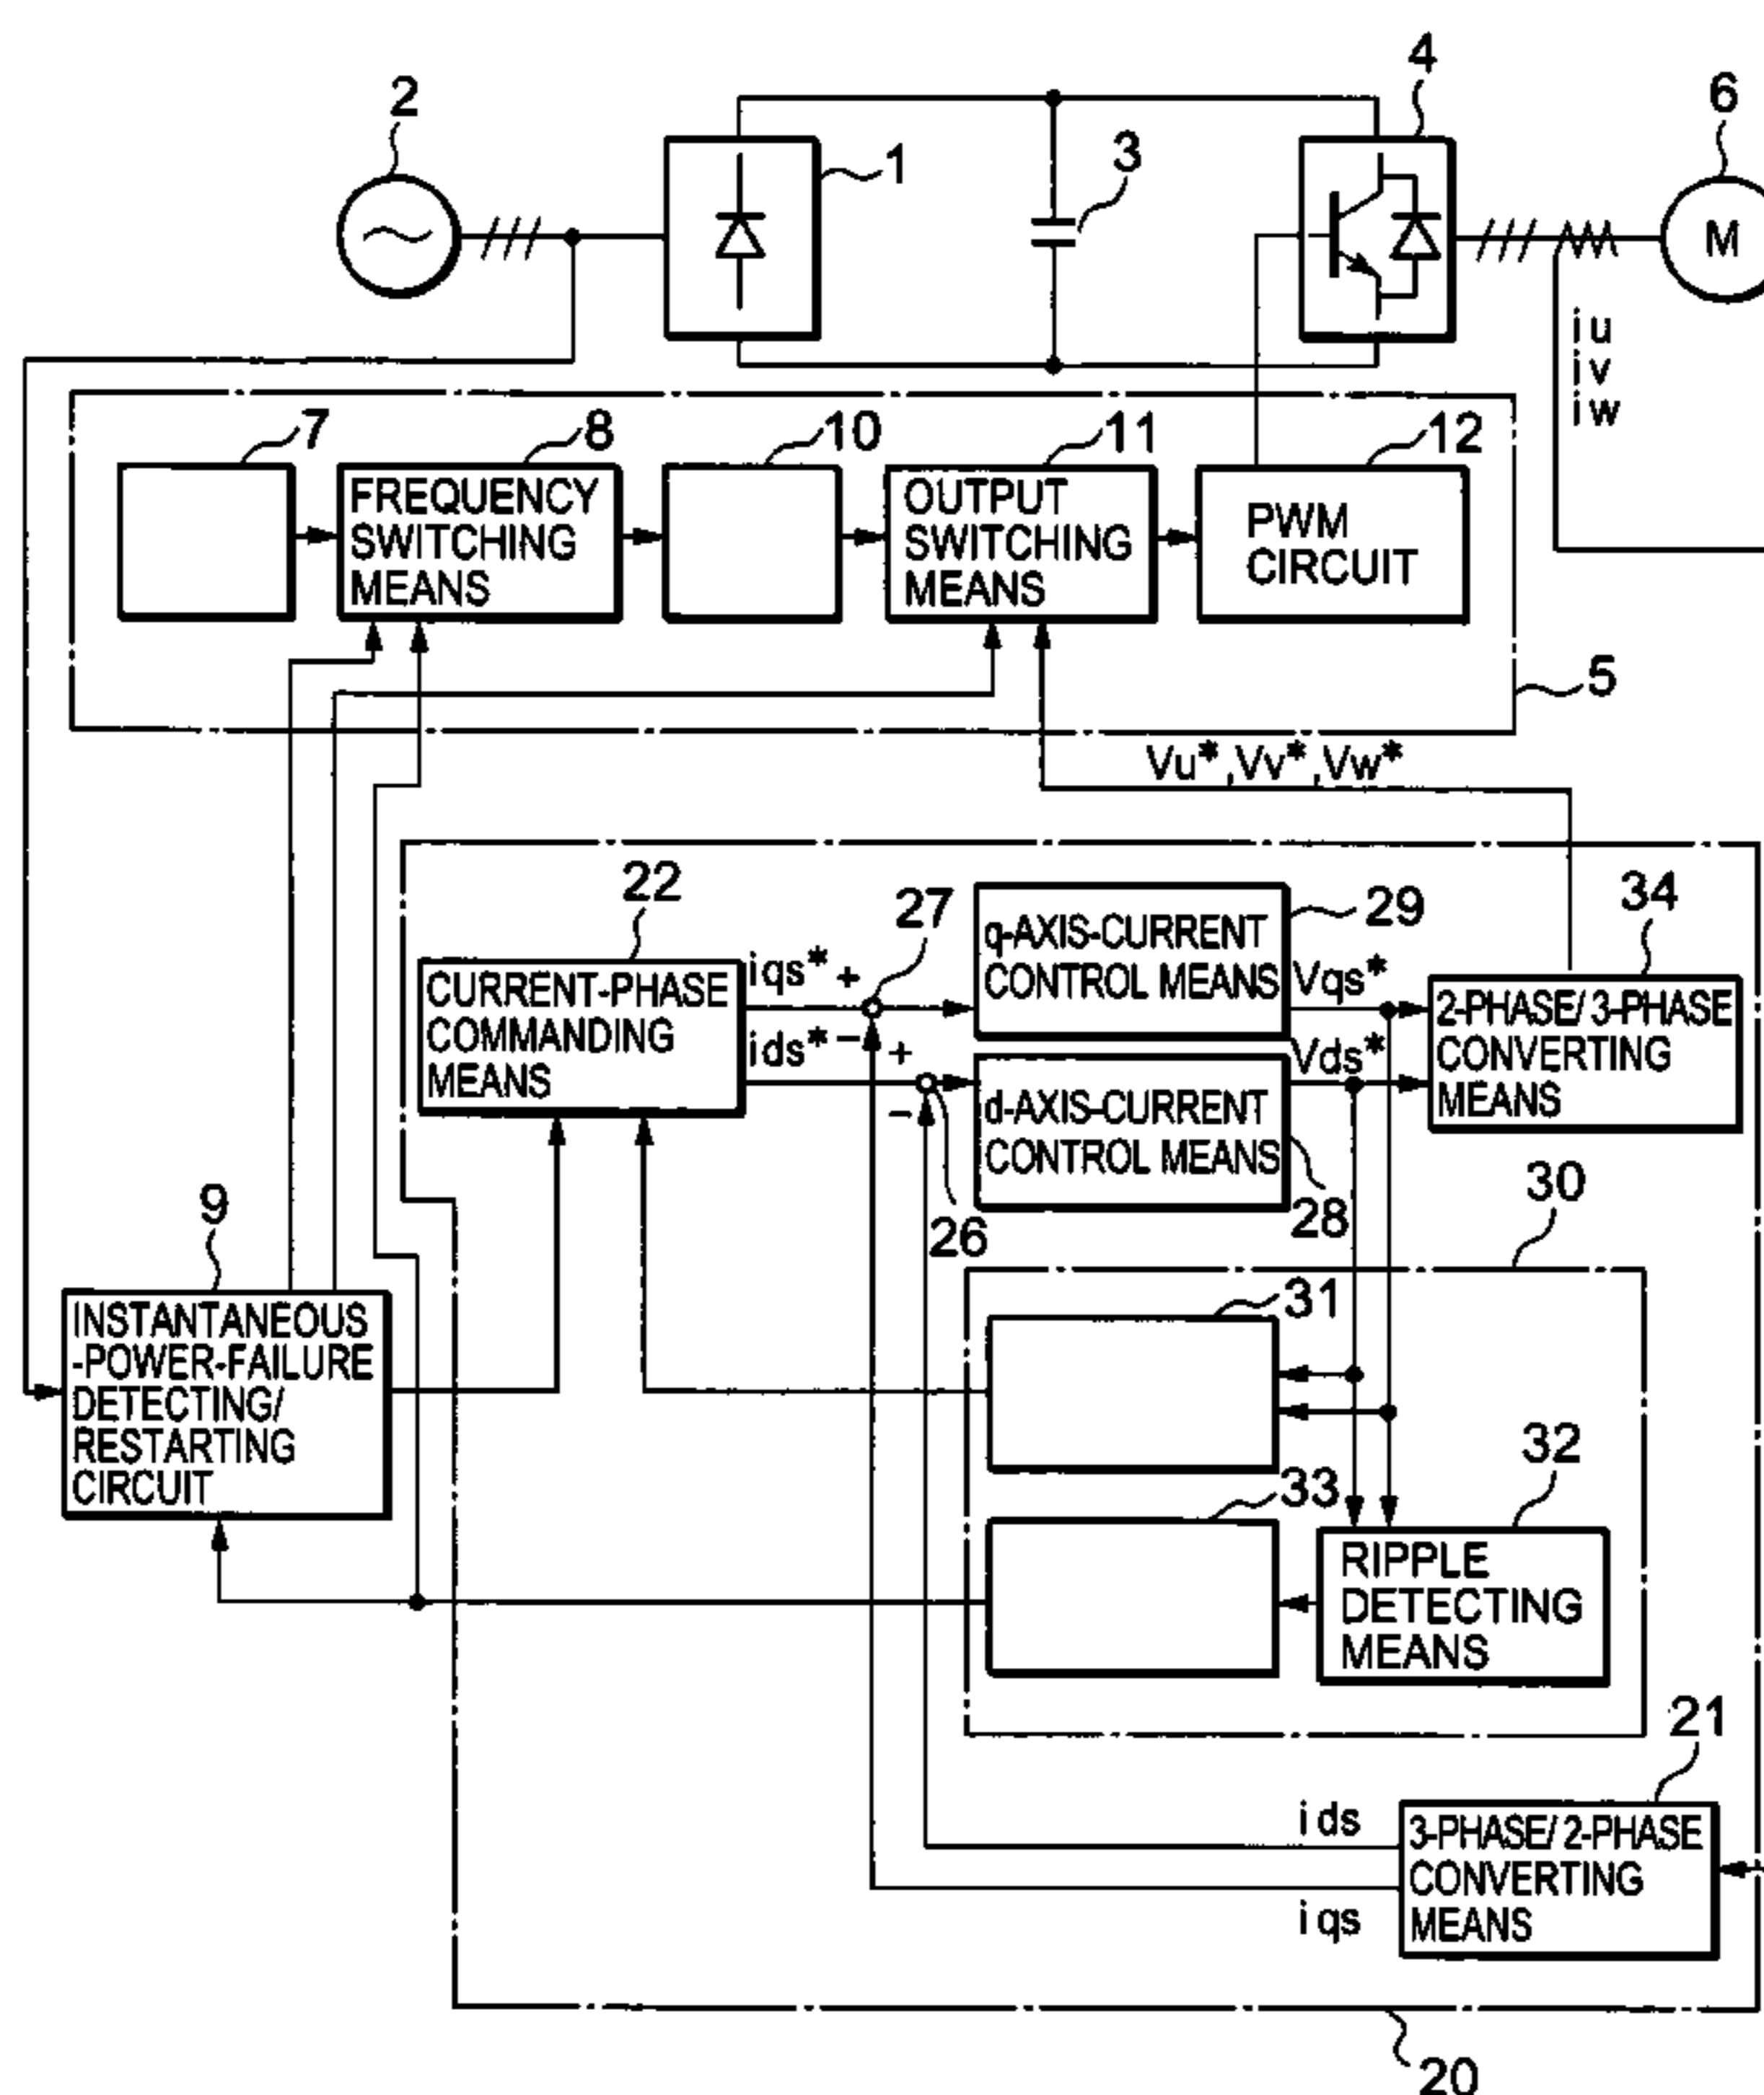 2
1
3
4
6
M
iu
iv
iw
7
8
10
11
12
FREQUENCY
SWITCHING
MEANS
OUTPUT
SWITCHING
MEANS
PWM
CIRCUIT
5
Vu*,Vv*,Vw*
22
27
29
34
CURRENT-PHASE
COMMANDING
MEANS
iqs* +
ids* − +
−
q-AXIS-CURRENT
CONTROL MEANS
Vqs*
Vds*
2-PHASE/ 3-PHASE
CONVERTING
MEANS
d-AXIS-CURRENT
CONTROL MEANS
26
28
30
9
INSTANTANEOUS
-POWER-FAILURE
DETECTING/
RESTARTING
CIRCUIT
31
33
32
RIPPLE
DETECTING
MEANS
21
ids
iqs
3-PHASE/ 2-PHASE
CONVERTING
MEANS
20